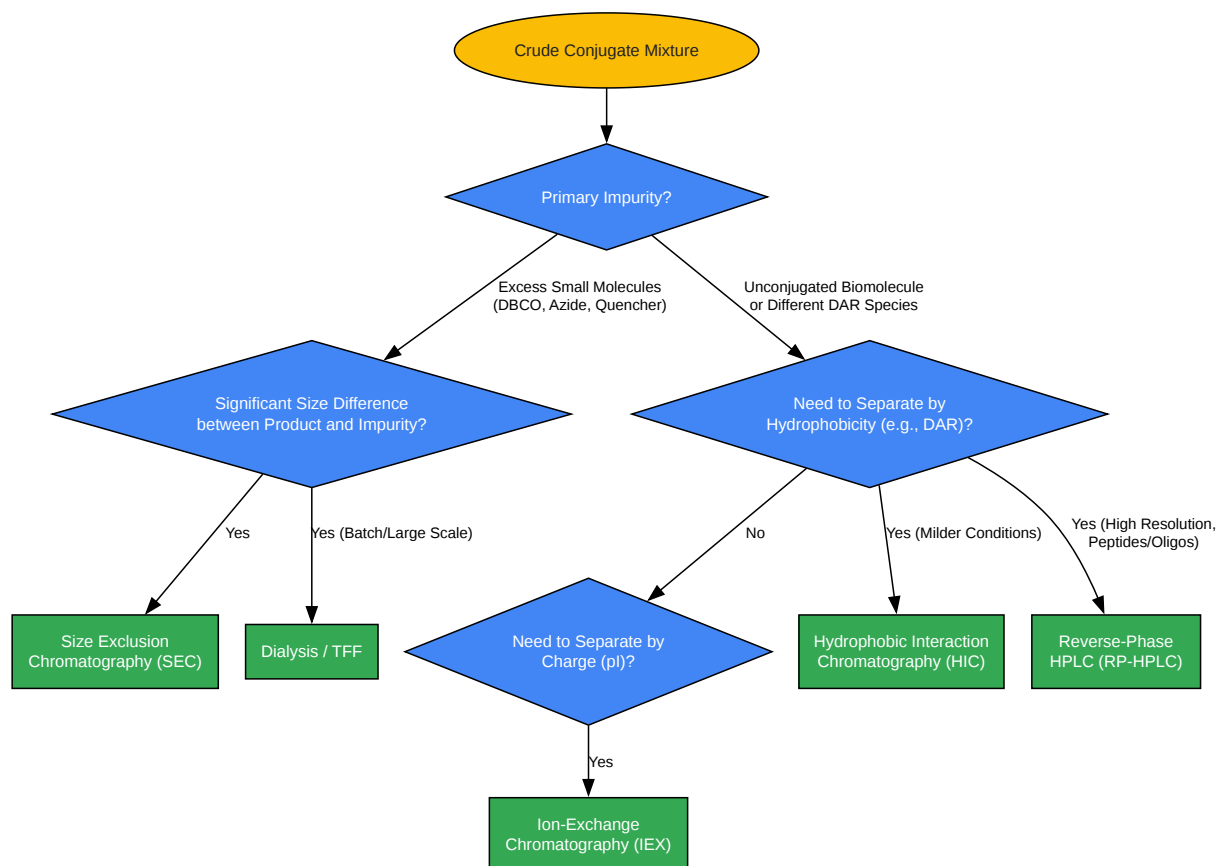 Crude Conjugate Mixture
Primary Impurity?
Excess Small Molecules
(DBCO, Azide, Quencher)
Unconjugated Biomolecule
or Different DAR Species
Significant Size Difference
between Product and Impurity?
Need to Separate by
Hydrophobicity (e.g., DAR)?
Yes
Yes (Batch/Large Scale)
No
Yes (Milder Conditions)
Yes (High Resolution,
Peptides/Oligos)
Size Exclusion
Chromatography (SEC)
Dialysis / TFF
Need to Separate by
Charge (pI)?
Hydrophobic Interaction
Chromatography (HIC)
Reverse-Phase
HPLC (RP-HPLC)
Yes
Ion-Exchange
Chromatography (IEX)